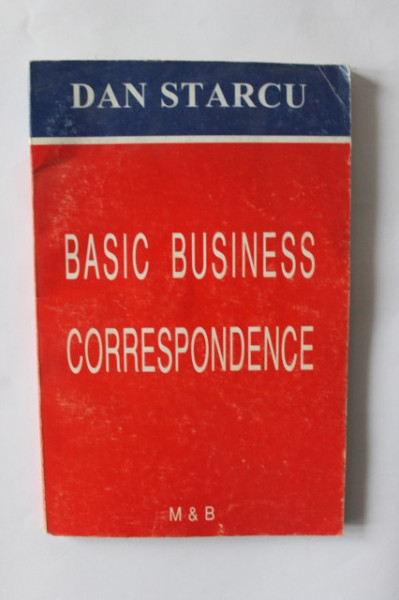 DAN STARCU
BASIC BUSINESS
CORRESPONDENCE
M & B